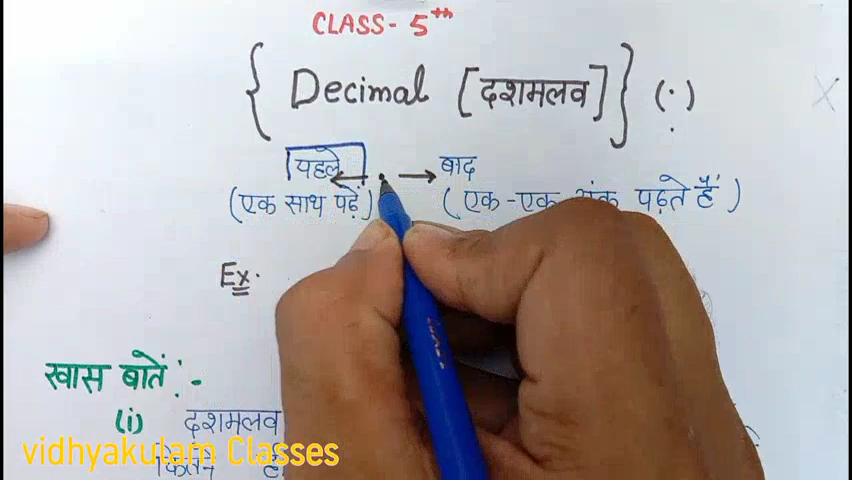 CLASS- 5th
{ Decimal [दशमलव] } (.)
पहले . बाद
(एक साथ पढ़ें) (एक-एक अंक पढ़ते हैं)
Ex.
खास बातें :-
(i) दशमलव
vidhyakulam Classes